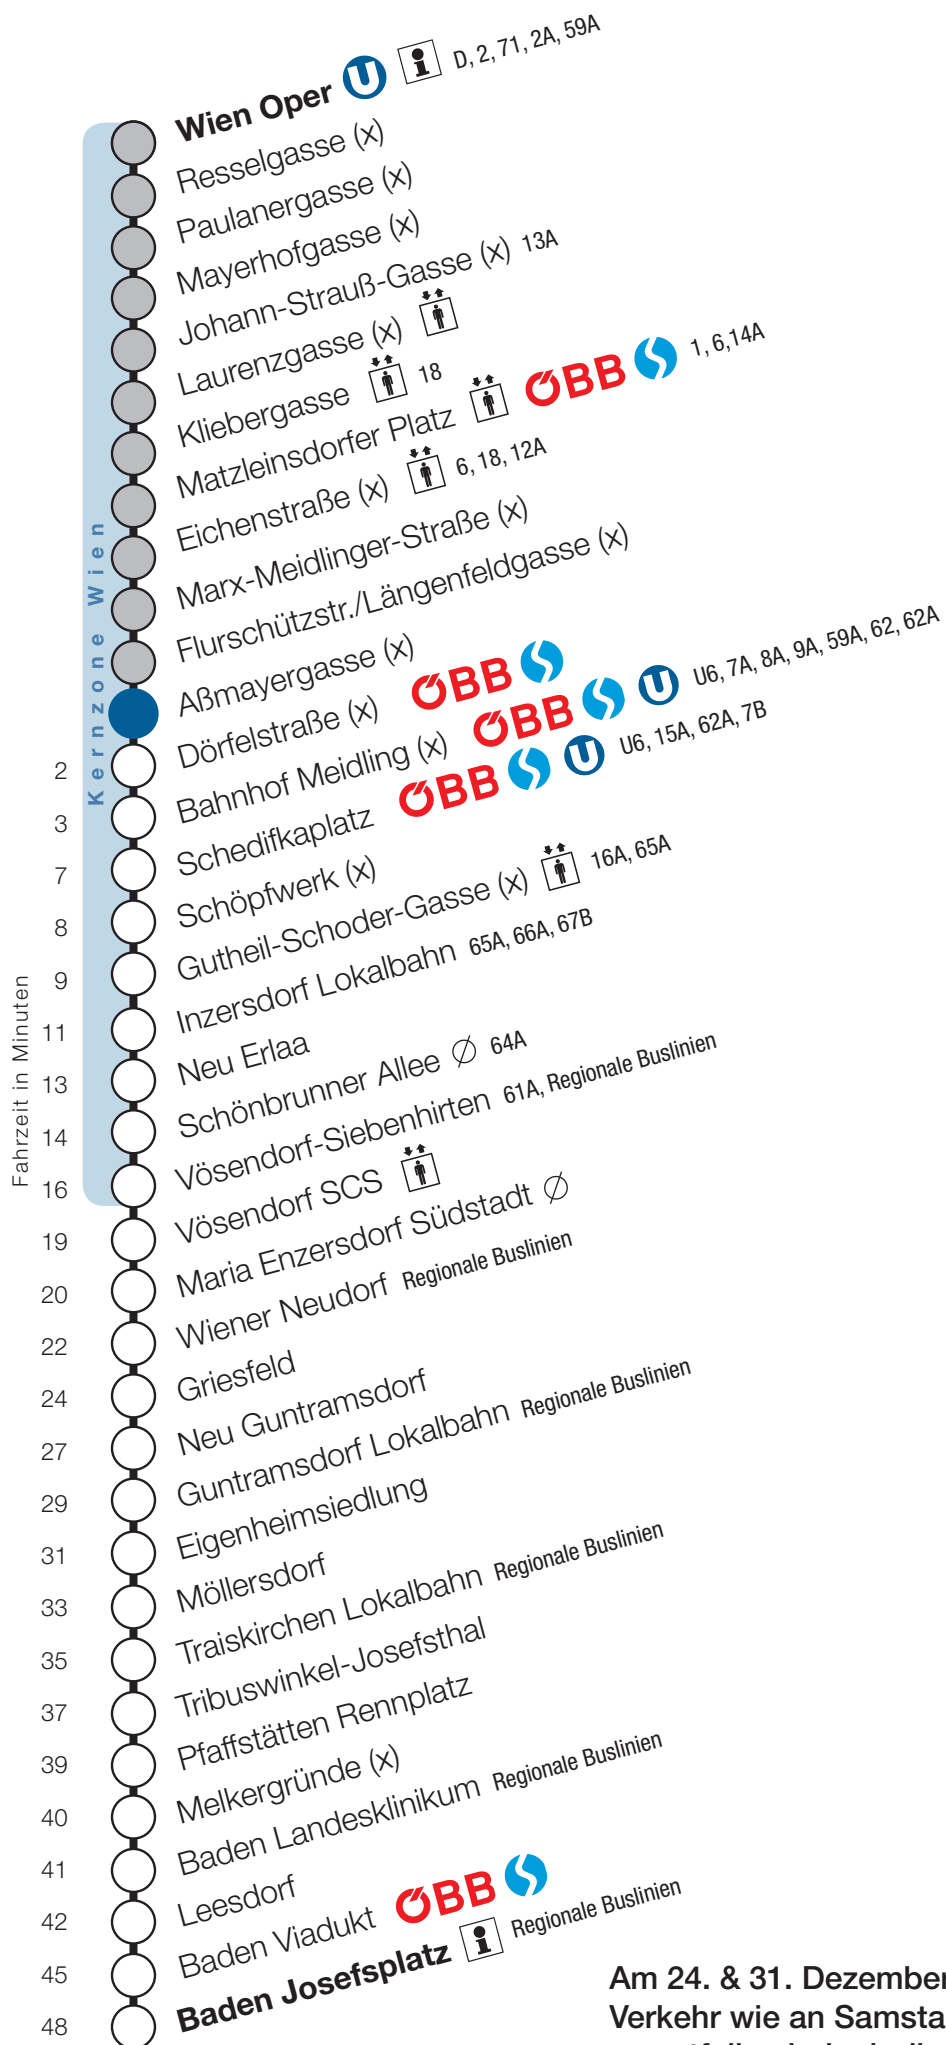 Wien Oper U i D, 2, 71, 2A, 59A
Resselgasse (x)
Paulanergasse (x)
Mayerhofgasse (x)
Johann-Strauß-Gasse (x) 13A
Laurenzgasse (x)
Kliebergasse 18
Matzleinsdorfer Platz ÖBB S 1, 6,14A
Eichenstraße (x) 6, 18, 12A
Marx-Meidlinger-Straße (x)
Flurschützstr./Längenfeldgasse (x)
Aßmayergasse (x)
2 Dörfelstraße (x) ÖBB S
3 Bahnhof Meidling (x) ÖBB S U U6, 7A, 8A, 9A, 59A, 62, 62A
7 Schedifkaplatz ÖBB S U U6, 15A, 62A, 7B
8 Schöpfwerk (x)
9 Gutheil-Schoder-Gasse (x) 16A, 65A
11 Inzersdorf Lokalbahn 65A, 66A, 67B
13 Neu Erlaa
14 Schönbrunner Allee ∅ 64A
16 Vösendorf-Siebenhirten 61A, Regionale Buslinien
19 Vösendorf SCS
20 Maria Enzersdorf Südstadt ∅
22 Wiener Neudorf Regionale Buslinien
24 Griesfeld
27 Neu Guntramsdorf
29 Guntramsdorf Lokalbahn Regionale Buslinien
31 Eigenheimsiedlung
33 Möllersdorf
35 Traiskirchen Lokalbahn Regionale Buslinien
37 Tribuswinkel-Josefsthal
39 Pfaffstätten Rennplatz
40 Melkergründe (x)
41 Baden Landesklinikum Regionale Buslinien
42 Leesdorf
45 Baden Viadukt ÖBB S
48 Baden Josefsplatz i Regionale Buslinien
Kernzone Wien
Fahrzeit in Minuten
Am 24. & 31. Dezember
Verkehr wie an Samsta